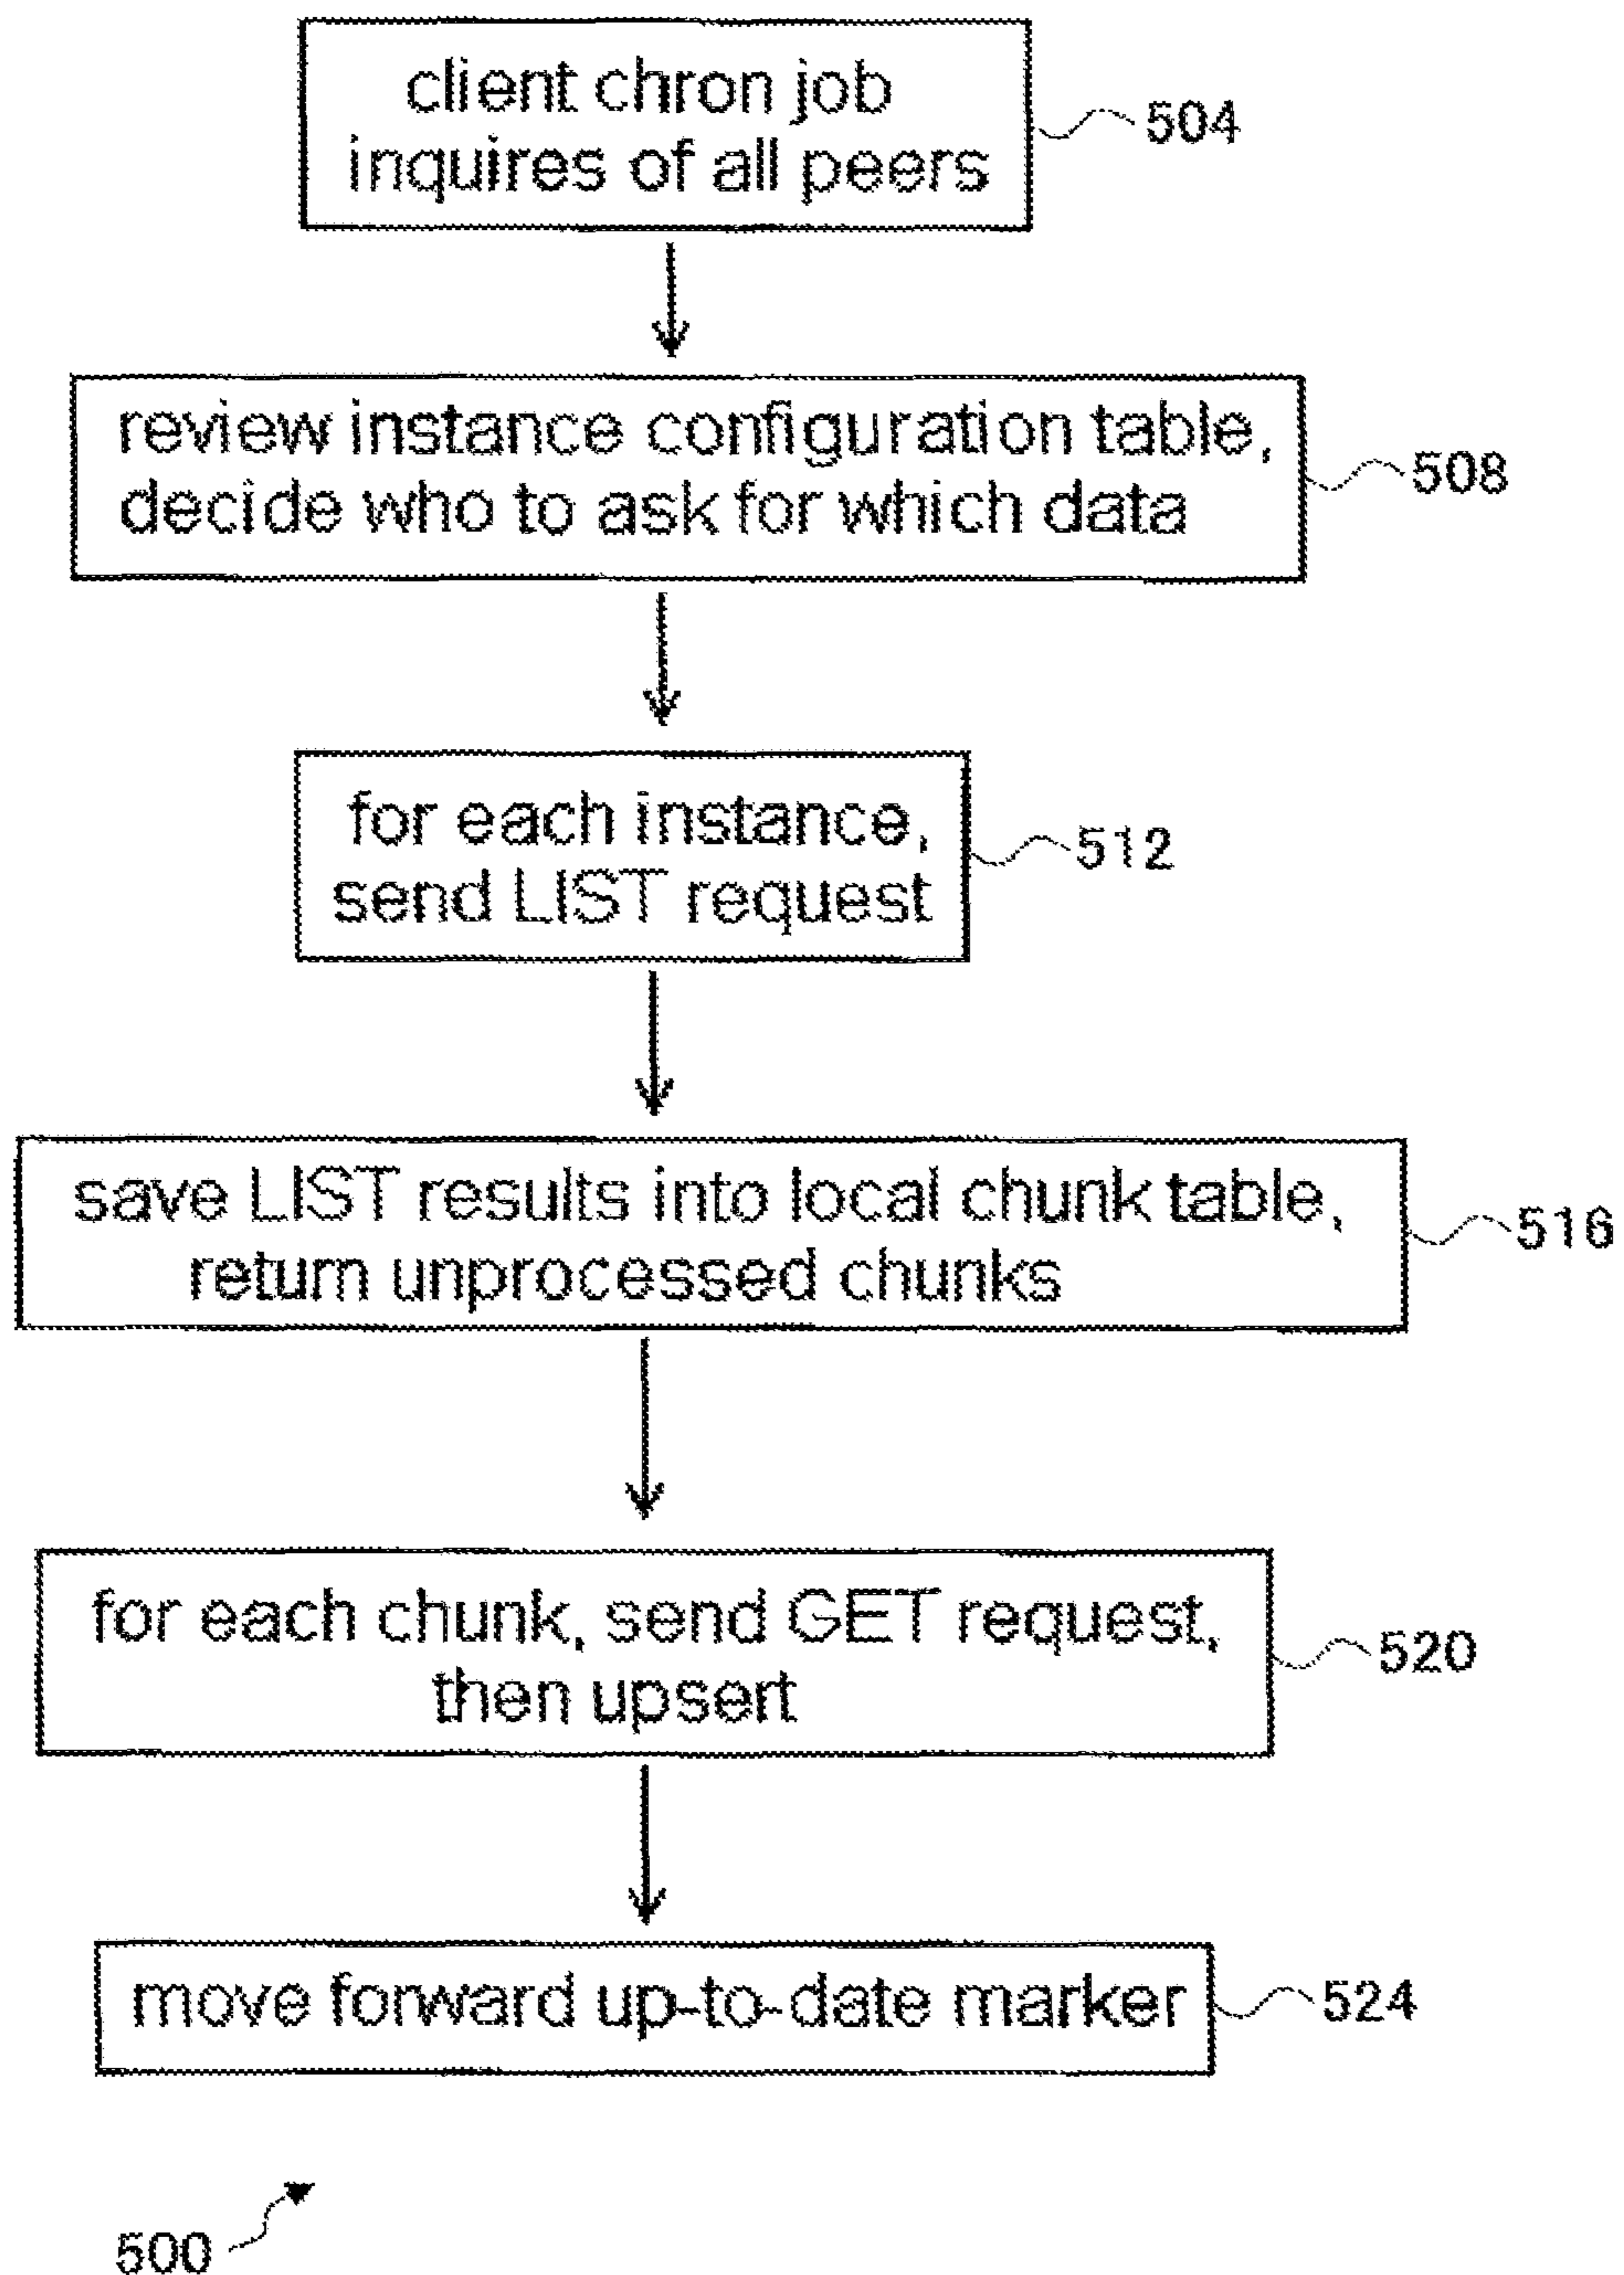 client chron job
inquires of all peers
504
review instance configuration table,
decide who to ask for which data
508
for each instance,
send LIST request
512
save LIST results into local chunk table,
return unprocessed chunks
516
for each chunk, send GET request,
then upsert
520
move forward up-to-date marker
524
500